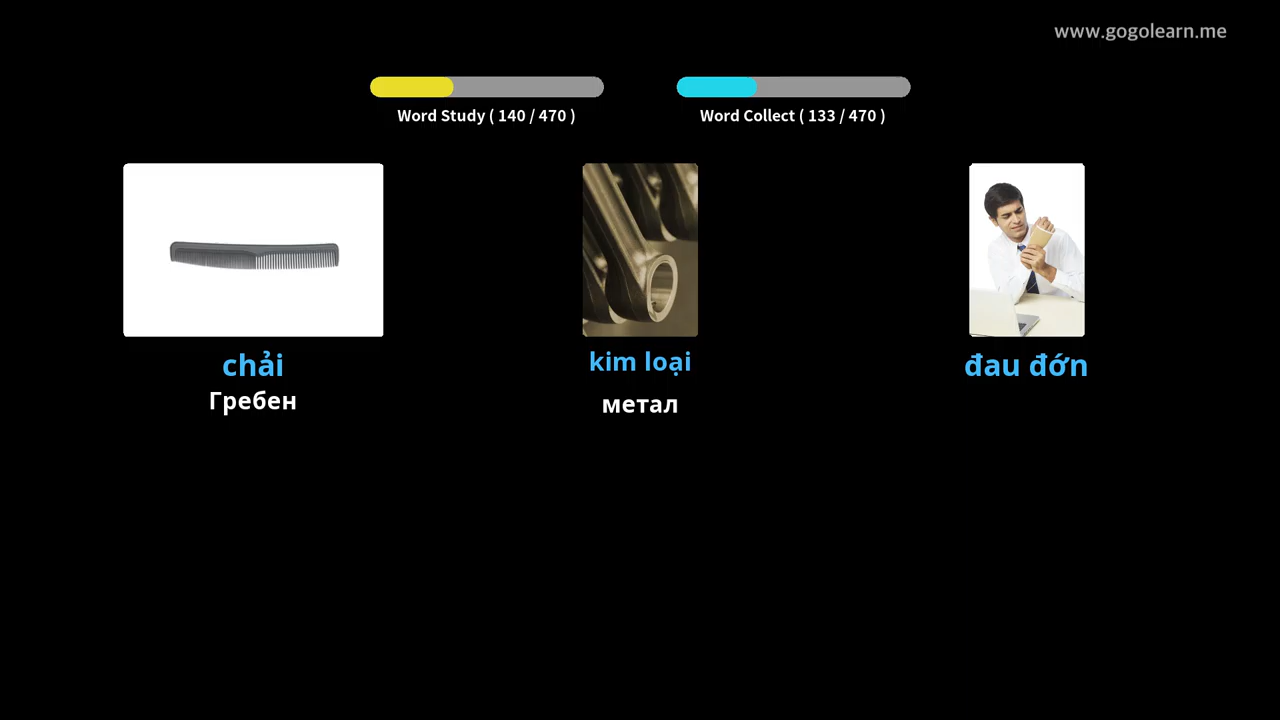 www.gogolearn.me
Word Study ( 140 / 470 )
Word Collect ( 133 / 470 )
chải
Гребен
kim loại
метал
đau đớn